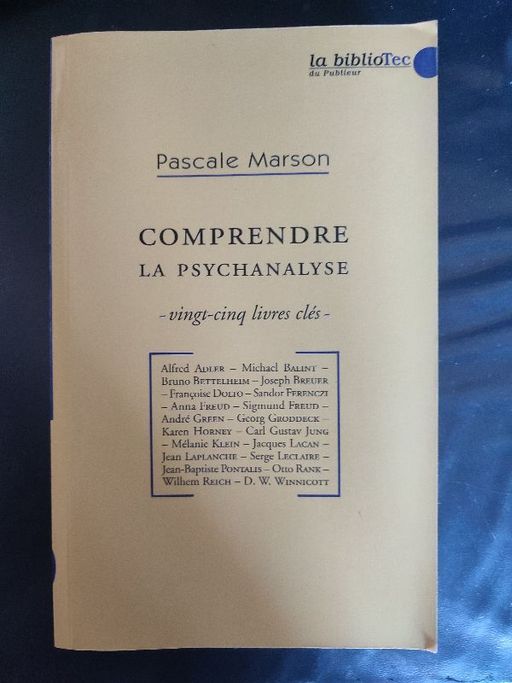 la biblioTec
du Publieur
Pascale Marson
COMPRENDRE
LA PSYCHANALYSE
- vingt-cinq livres clés -
Alfred ADLER – Michael BALINT –
Bruno BETTELHEIM – Joseph BREUER
– Françoise DOLTO – Sandor FERENCZI
– Anna FREUD – Sigmund FREUD –
André GREEN – Georg GRODDECK –
Karen HORNEY – Carl Gustav JUNG
– Mélanie KLEIN – Jacques LACAN –
Jean LAPLANCHE – Serge LECLAIRE –
Jean-Baptiste PONTALIS – Otto RANK –
Wilhem REICH – D. W. WINNICOTT